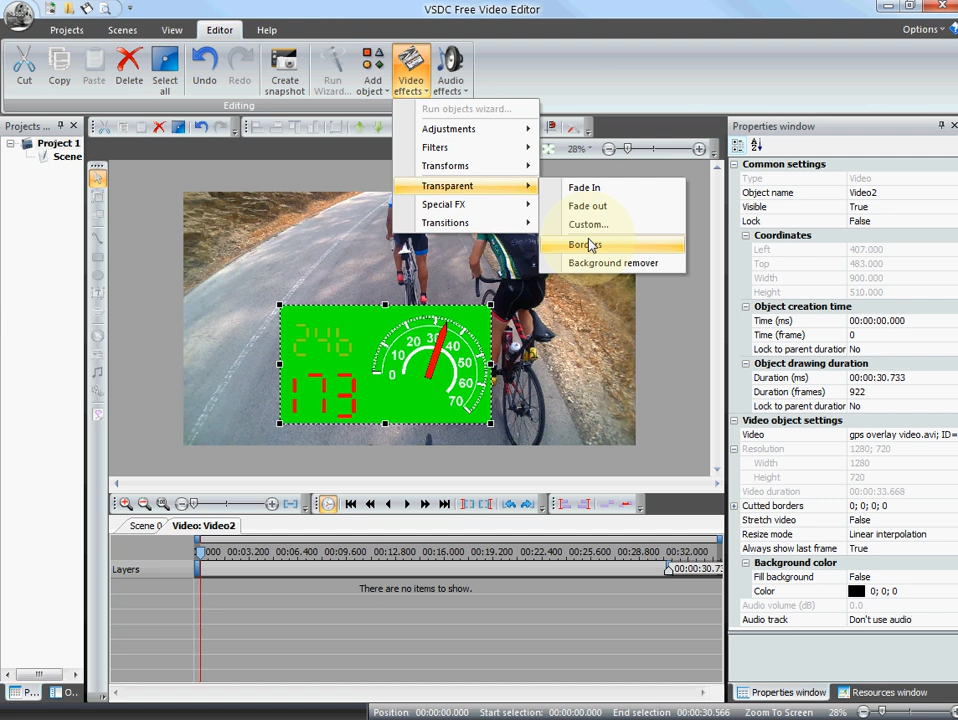 VSDC Free Video Editor
Projects Scenes View Editor Help Options
Cut Copy Paste Delete Select all Undo Redo Create snapshot Run Wizard... Add object Video effects Audio effects
Editing
Run objects wizard...
Adjustments
Filters
Transforms
Transparent
Special FX
Transitions
Fade In
Fade out
Custom...
Borders
Background remover
Projects ...
Project 1
Scene
28%
246
173
0 10 20 30 40 50 60 70
Properties window
Common settings
Type Video
Object name Video2
Visible True
Lock False
Coordinates
Left 407.000
Top 483.000
Width 900.000
Height 510.000
Object creation time
Time (ms) 00:00:00.000
Time (frame) 0
Lock to parent duration No
Object drawing duration
Duration (ms) 00:00:30.733
Duration (frames) 922
Lock to parent duration No
Video object settings
Video gps overlay video.avi; ID=
Resolution 1280; 720
Width 1280
Height 720
Video duration 00:00:33.668
Cutted borders 0; 0; 0; 0
Stretch video False
Resize mode Linear interpolation
Always show last frame True
Background color
Fill background False
Color 0; 0; 0
Audio volume (dB) 0.0
Audio track Don't use audio
Scene 0 Video: Video2
000 00:03.200 00:06.400 00:09.600 00:12.800 00:16.000 00:19.200 00:22.400 00:25.600 00:28.800 00:32.000
Layers 00:00:30.73
There are no items to show.
P... O...
Properties window Resources window
Position: 00:00:00.000 Start selection: 00:00:00.000 End selection: 00:00:30.566 Zoom To Screen 28%